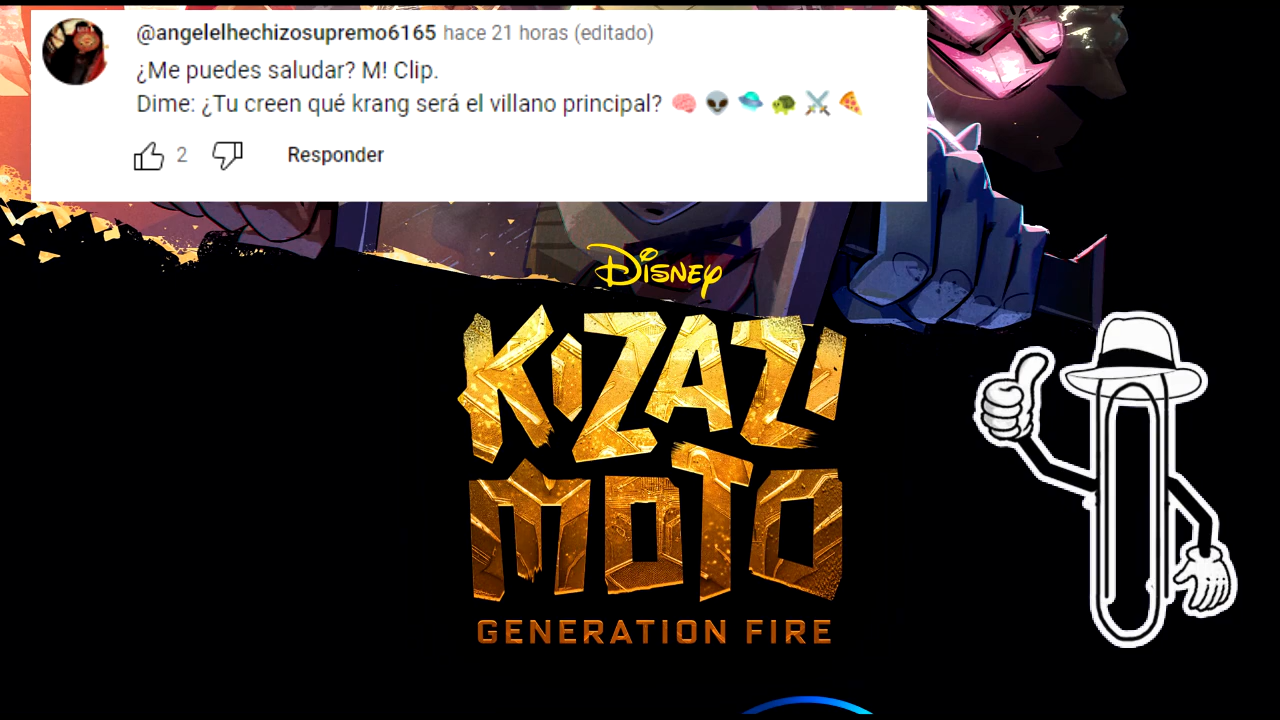 @angelelhechizosupremo6165 hace 21 horas (editado)
¿Me puedes saludar? M! Clip.
Dime: ¿Tu creen qué krang será el villano principal? 🧠 👽 🛸 🐢 ⚔️ 🍕
2 Responder
DISNEY
KIZAZI
MOTO
GENERATION FIRE